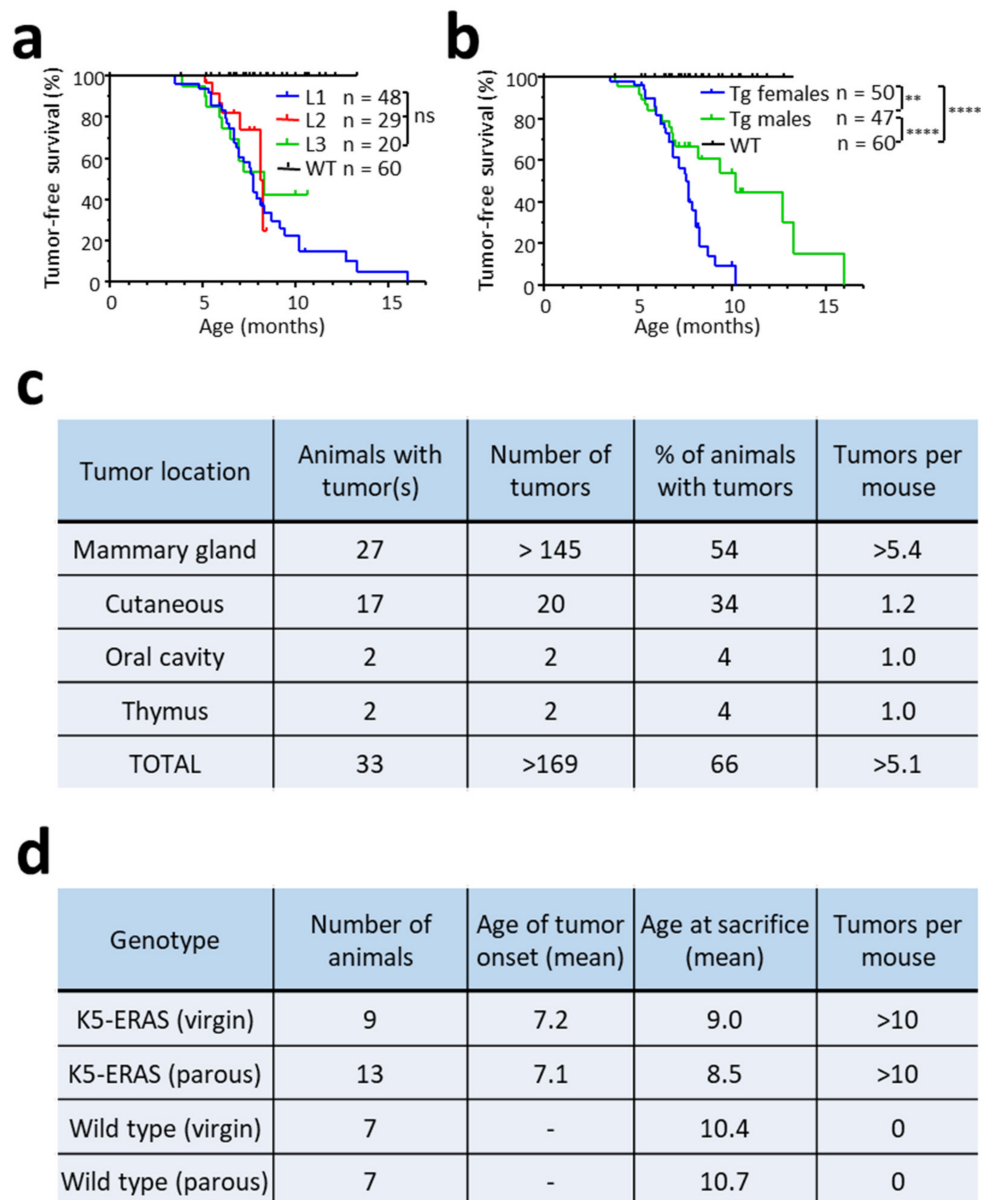 a
Tumor-free survival (%)
100
80
60
40
20
0
L1 n = 48
L2 n = 29
L3 n = 20
WT n = 60
ns
0 5 10 15
Age (months)
b
Tumor-free survival (%)
100
80
60
40
20
0
Tg females n = 50
Tg males n = 47
WT n = 60
**
****
****
0 5 10 15
Age (months)
c
Tumor location
Animals with
tumor(s)
Number of
tumors
% of animals
with tumors
Tumors per
mouse
Mammary gland 27 > 145 54 >5.4
Cutaneous 17 20 34 1.2
Oral cavity 2 2 4 1.0
Thymus 2 2 4 1.0
TOTAL 33 >169 66 >5.1
d
Genotype
Number of
animals
Age of tumor
onset (mean)
Age at sacrifice
(mean)
Tumors per
mouse
K5-ERAS (virgin) 9 7.2 9.0 >10
K5-ERAS (parous) 13 7.1 8.5 >10
Wild type (virgin) 7 - 10.4 0
Wild type (parous) 7 - 10.7 0